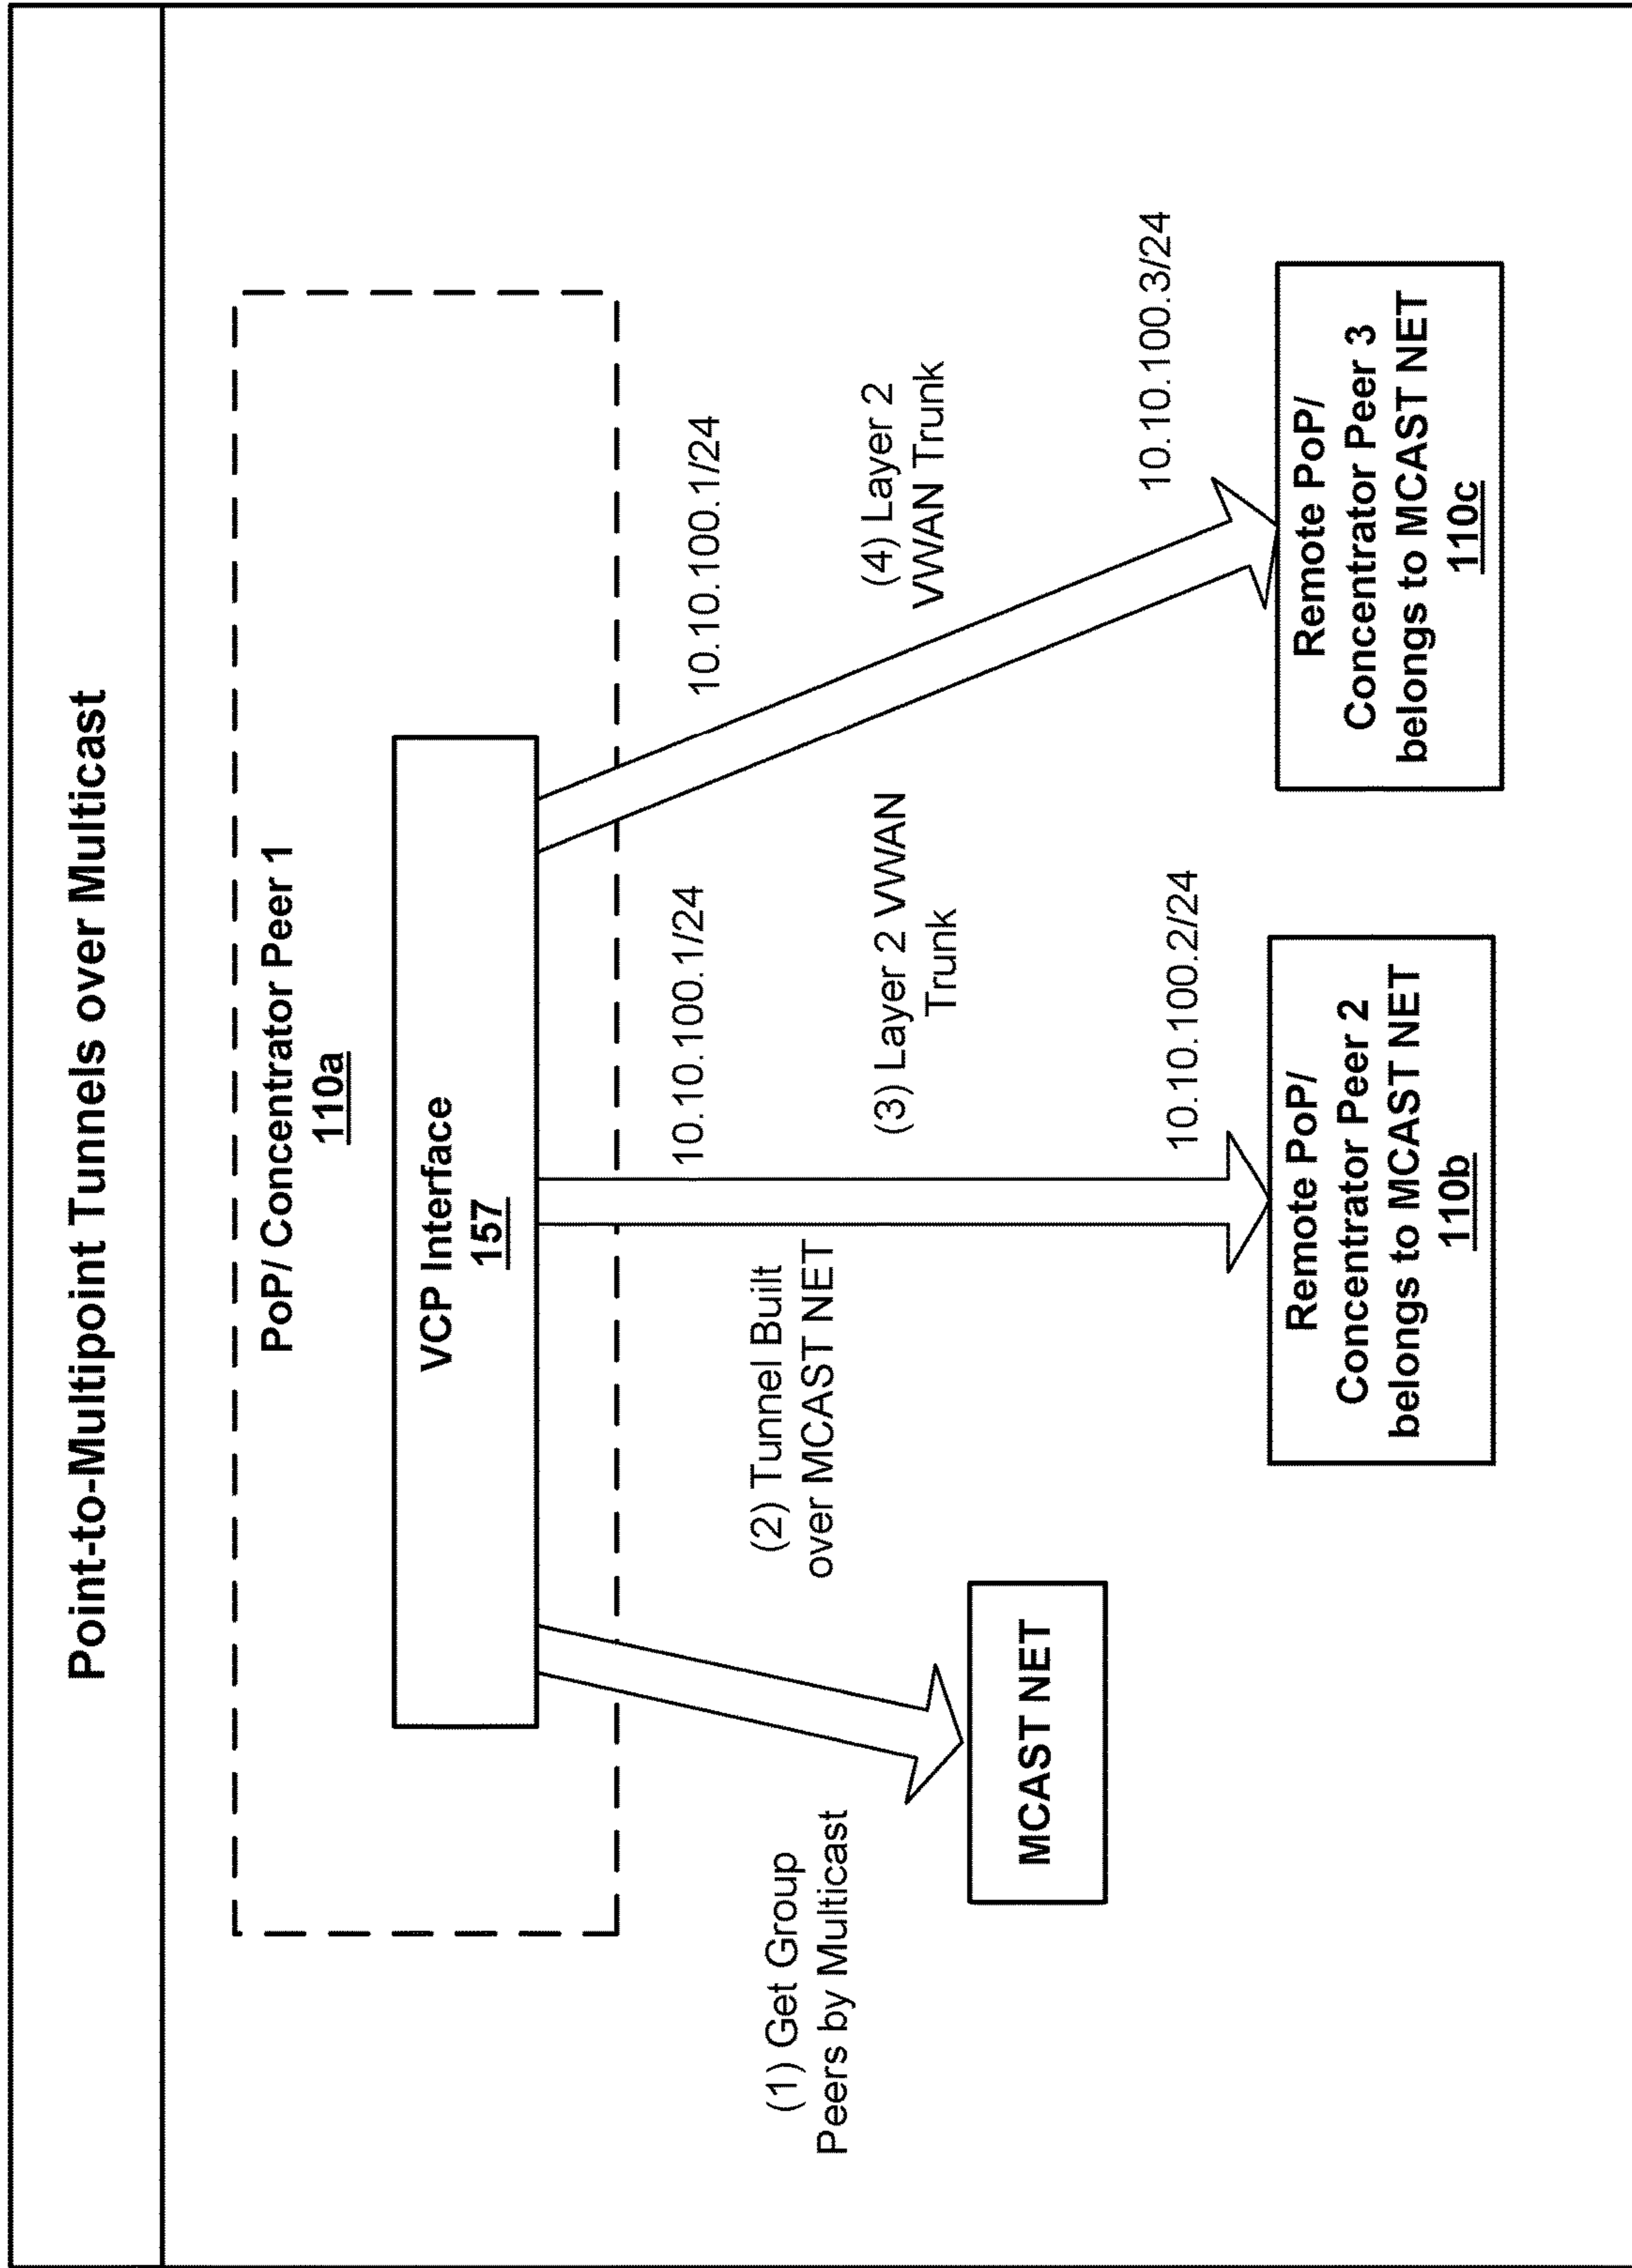 Point-to-Multipoint Tunnels over Multicast
PoP/ Concentrator Peer 1
110a
VCP Interface
157
(1) Get Group
Peers by Multicast
MCAST NET
(2) Tunnel Built
over MCAST NET
10.10.100.1/24
(3) Layer 2 VWAN
Trunk
10.10.100.2/24
Remote PoP/
Concentrator Peer 2
belongs to MCAST NET
110b
10.10.100.1/24
(4) Layer 2
VWAN Trunk
10.10.100.3/24
Remote PoP/
Concentrator Peer 3
belongs to MCAST NET
110c